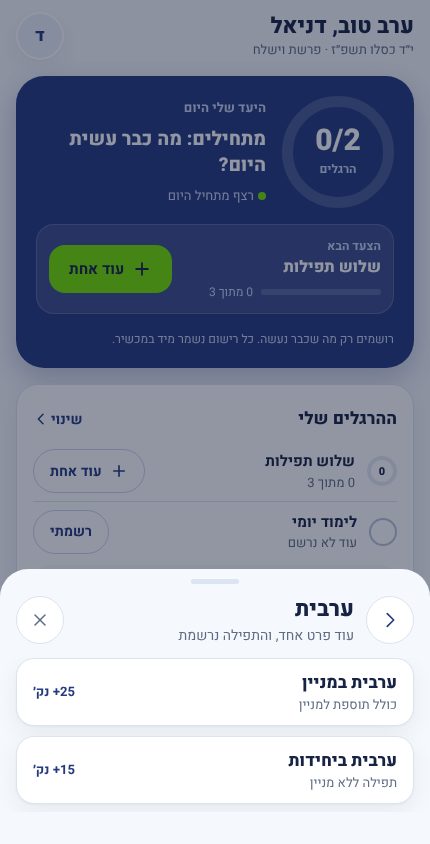 ערב טוב, דניאל
י״ד כסלו תשפ״ז · פרשת וישלח
ד
היעד שלי היום
מתחילים: מה כבר עשית
היום?
רצף מתחיל היום
0/2
הרגלים
הצעד הבא
שלוש תפילות
0 מתוך 3
+ עוד אחת
רושמים רק מה שכבר נעשה. כל רישום נשמר מיד במכשיר.
ההרגלים שלי
שינוי
0
שלוש תפילות
0 מתוך 3
+ עוד אחת
לימוד יומי
עוד לא נרשם
רשמתי
ערבית
עוד פרט אחד, והתפילה נרשמת
ערבית במניין
כולל תוספת למניין
+25 נק׳
ערבית ביחידות
תפילה ללא מניין
+15 נק׳